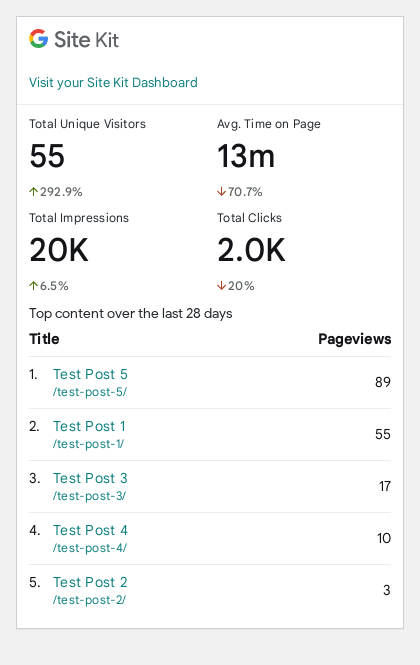 Site Kit
Visit your Site Kit Dashboard
Total Unique Visitors
55
↑292.9%
Avg. Time on Page
13m
↓70.7%
Total Impressions
20K
↑6.5%
Total Clicks
2.0K
↓20%
Top content over the last 28 days
Title Pageviews
1. Test Post 5
/test-post-5/
89
2. Test Post 1
/test-post-1/
55
3. Test Post 3
/test-post-3/
17
4. Test Post 4
/test-post-4/
10
5. Test Post 2
/test-post-2/
3